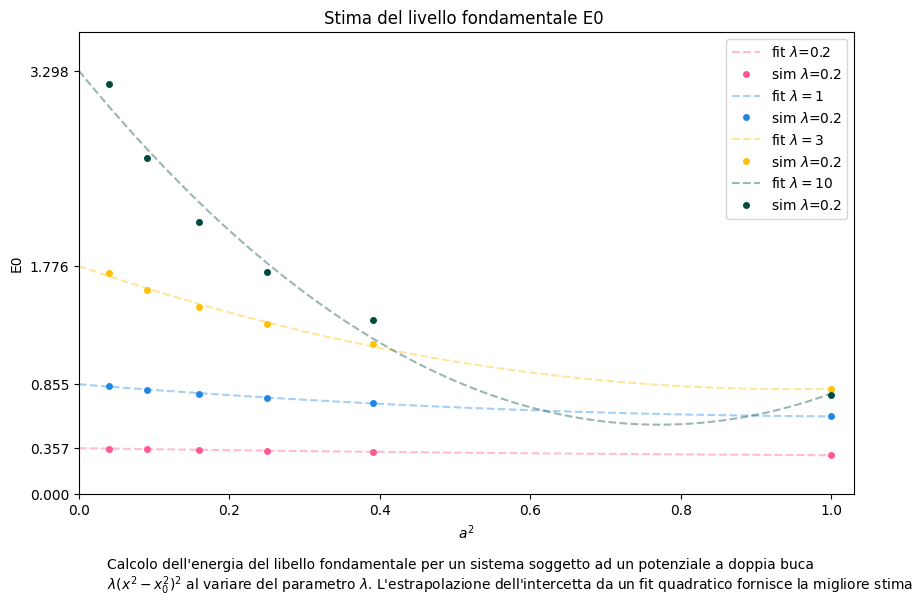 Stima del livello fondamentale E0
fit λ=0.2
sim λ=0.2
fit λ = 1
sim λ=0.2
fit λ = 3
sim λ=0.2
fit λ = 10
sim λ=0.2
3.298
1.776
0.855
0.357
0.000
E0
0.0 0.2 0.4 0.6 0.8 1.0
a²
Calcolo dell'energia del libello fondamentale per un sistema soggetto ad un potenziale a doppia buca
λ(x² − x₀²)² al variare del parametro λ. L'estrapolazione dell'intercetta da un fit quadratico fornisce la migliore stima